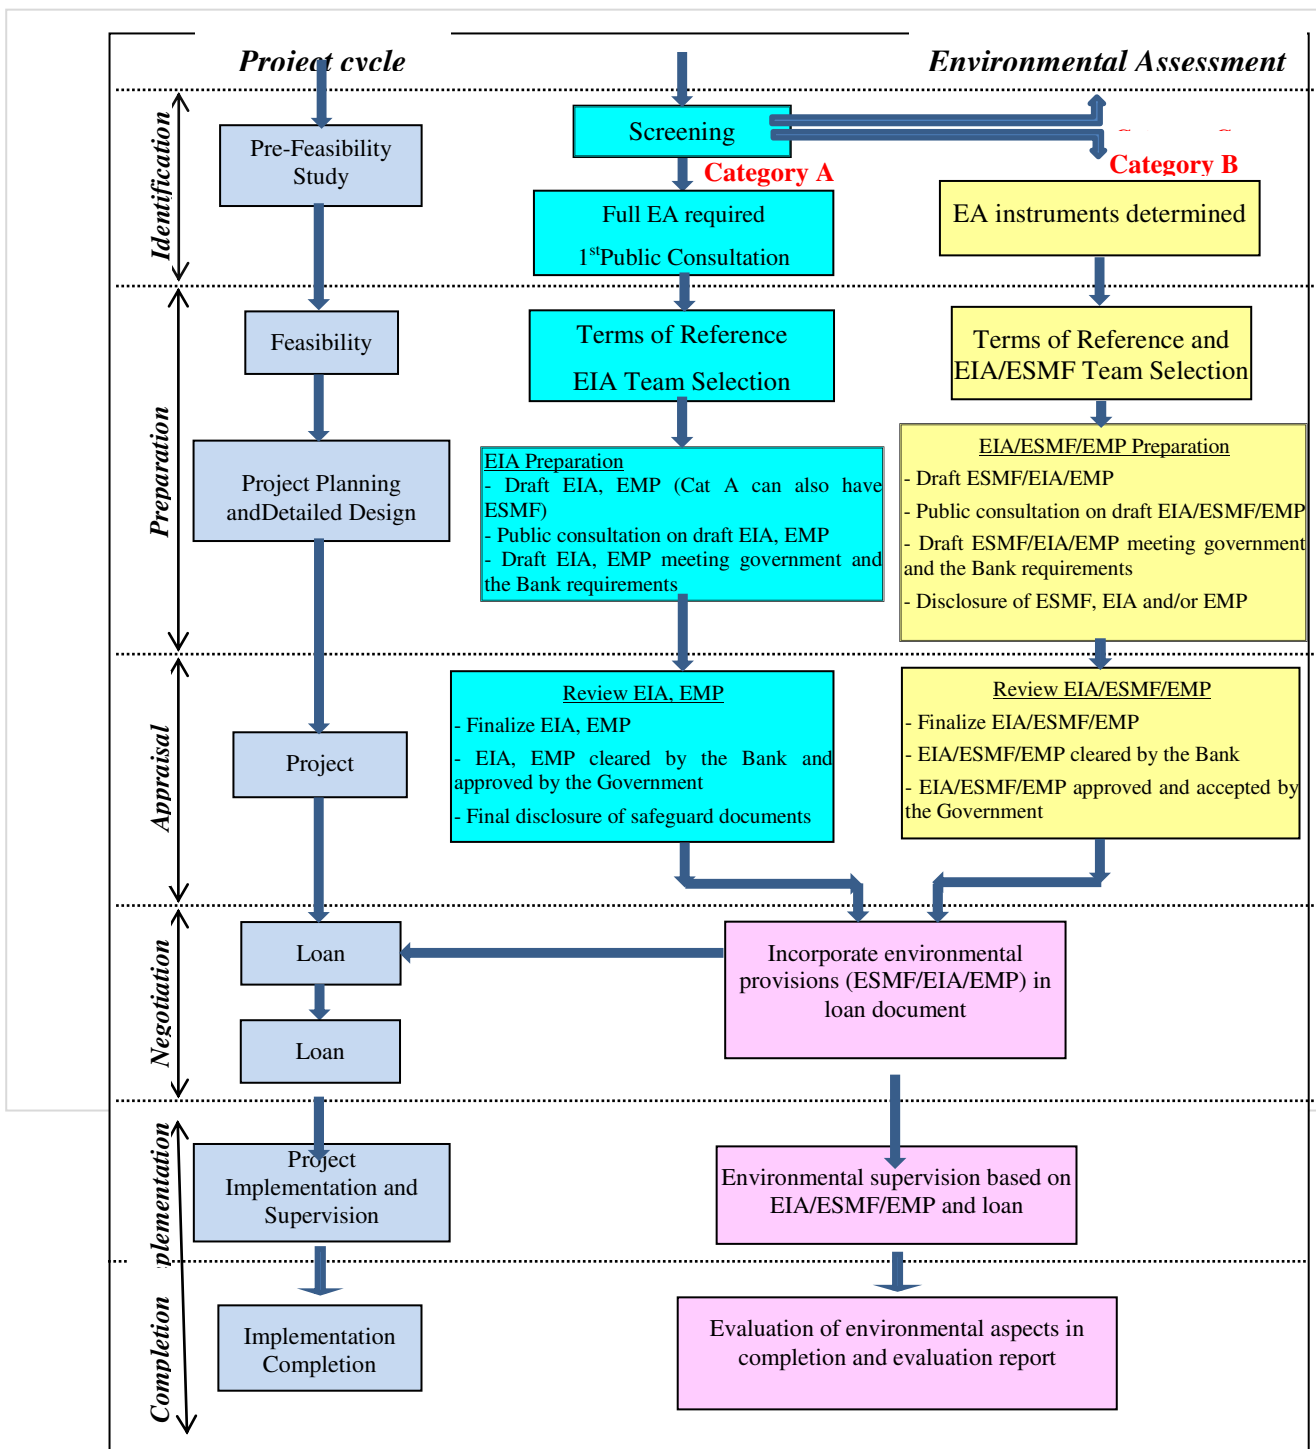 Project cycle
Environmental Assessment
Identification
Pre-Feasibility
Study
Screening
Category A
Category B
Full EA required
1stPublic Consultation
EA instruments determined
Preparation
Feasibility
Terms of Reference
EIA Team Selection
Terms of Reference and
EIA/ESMF Team Selection
Project Planning
andDetailed Design
EIA Preparation
- Draft EIA, EMP (Cat A can also have
ESMF)
- Public consultation on draft EIA, EMP
- Draft EIA, EMP meeting government and
the Bank requirements
EIA/ESMF/EMP Preparation
- Draft ESMF/EIA/EMP
- Public consultation on draft EIA/ESMF/EMP
- Draft ESMF/EIA/EMP meeting government
and the Bank requirements
- Disclosure of ESMF, EIA and/or EMP
Appraisal
Project
Review EIA, EMP
- Finalize EIA, EMP
- EIA, EMP cleared by the Bank and
approved by the Government
- Final disclosure of safeguard documents
Review EIA/ESMF/EMP
- Finalize EIA/ESMF/EMP
- EIA/ESMF/EMP cleared by the Bank
- EIA/ESMF/EMP approved and accepted by
the Government
Negotiation
Loan
Loan
Incorporate environmental
provisions (ESMF/EIA/EMP) in
loan document
plementation
Project
Implementation and
Supervision
Environmental supervision based on
EIA/ESMF/EMP and loan
Completion
Implementation
Completion
Evaluation of environmental aspects in
completion and evaluation report